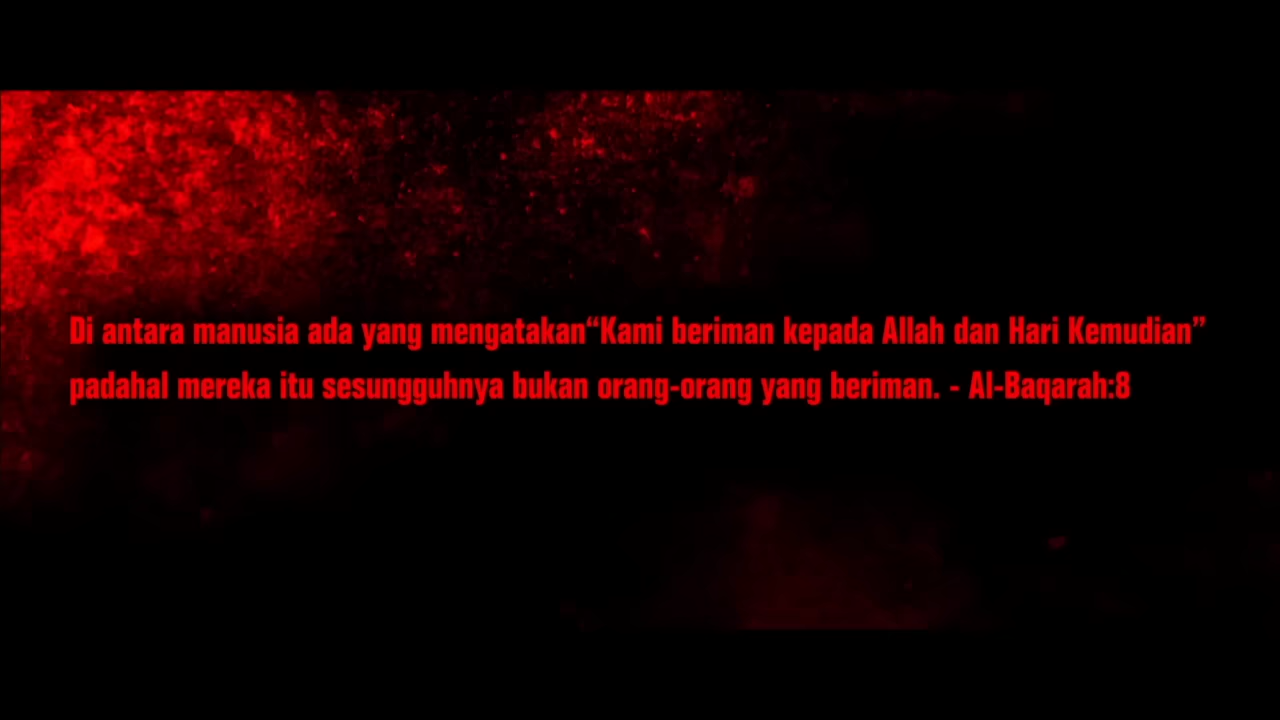 Di antara manusia ada yang mengatakan“Kami beriman kepada Allah dan Hari Kemudian”
padahal mereka itu sesungguhnya bukan orang-orang yang beriman. - Al-Baqarah:8